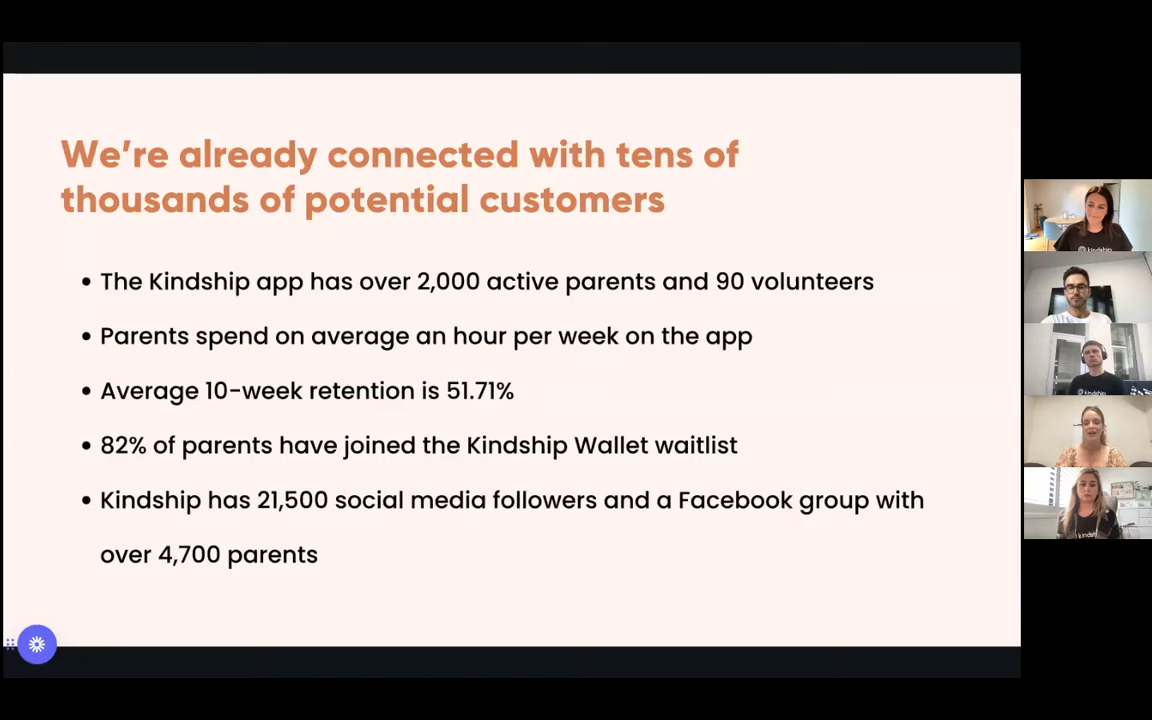 We're already connected with tens of
thousands of potential customers
• The Kindship app has over 2,000 active parents and 90 volunteers
• Parents spend on average an hour per week on the app
• Average 10-week retention is 51.71%
• 82% of parents have joined the Kindship Wallet waitlist
• Kindship has 21,500 social media followers and a Facebook group with
over 4,700 parents
kindship
kindship
kindsh